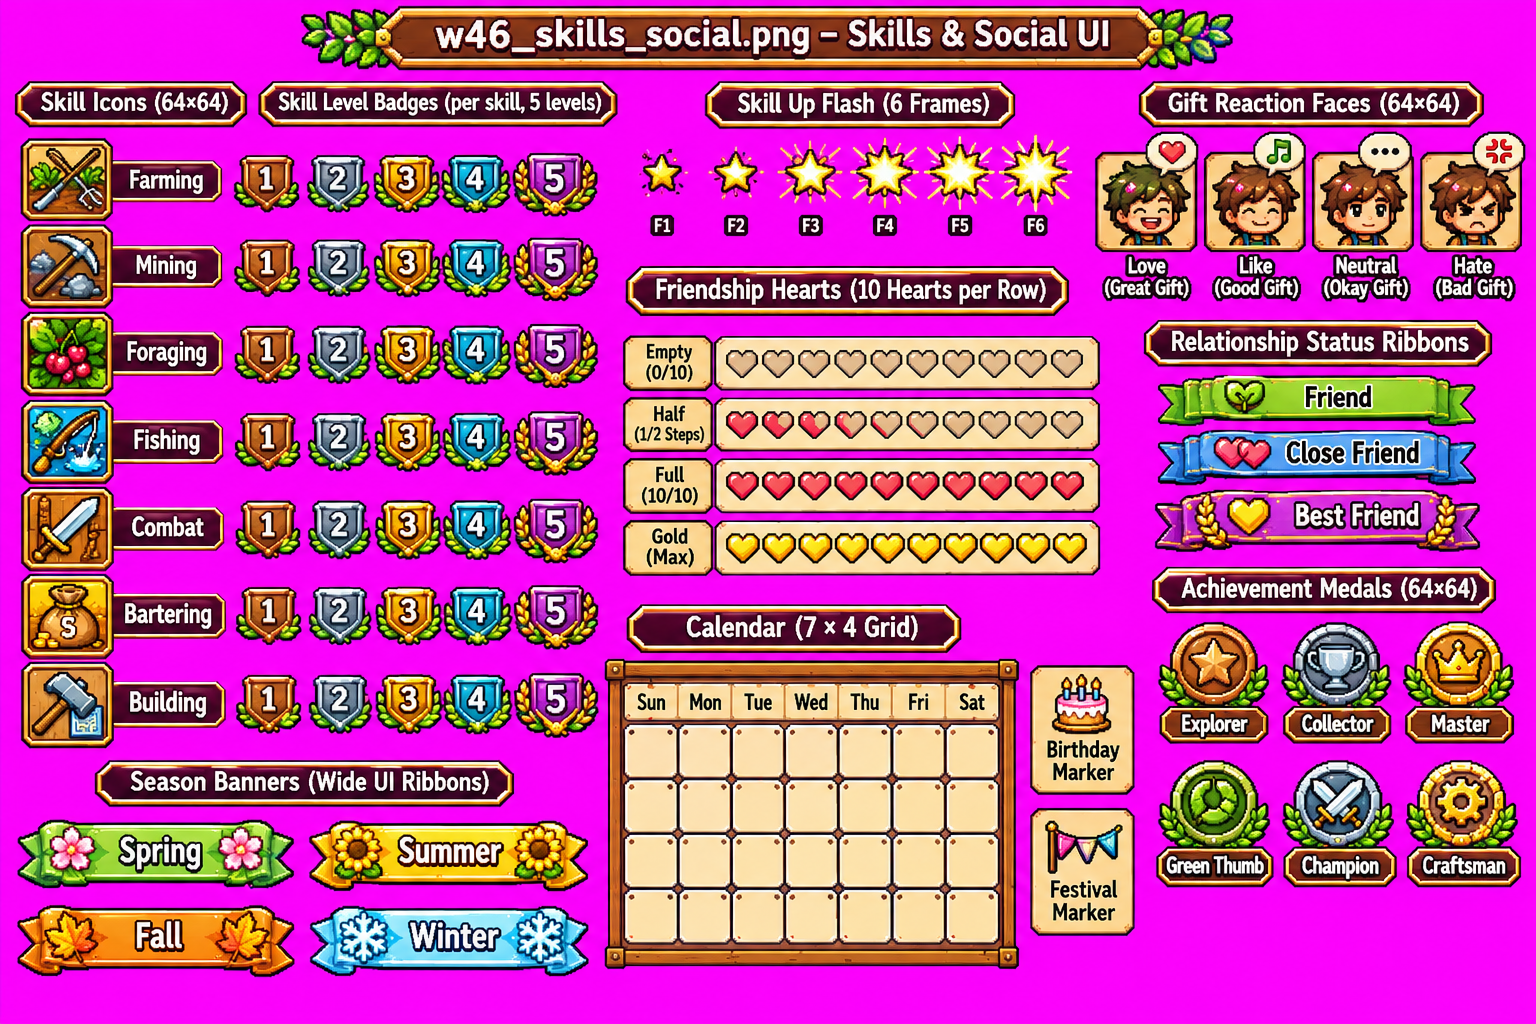 w46_skills_social.png – Skills & Social UI
Skill Icons (64×64)
Skill Level Badges (per skill, 5 levels)
Farming
1 2 3 4 5
Mining
1 2 3 4 5
Foraging
1 2 3 4 5
Fishing
1 2 3 4 5
Combat
1 2 3 4 5
S
Bartering
1 2 3 4 5
Building
1 2 3 4 5
Season Banners (Wide UI Ribbons)
Spring
Summer
Fall
Winter
Skill Up Flash (6 Frames)
F1 F2 F3 F4 F5 F6
Friendship Hearts (10 Hearts per Row)
Empty
(0/10)
Half
(1/2 Steps)
Full
(10/10)
Gold
(Max)
Calendar (7 × 4 Grid)
Sun Mon Tue Wed Thu Fri Sat
Birthday
Marker
Festival
Marker
Gift Reaction Faces (64×64)
Love
(Great Gift)
Like
(Good Gift)
Neutral
(Okay Gift)
Hate
(Bad Gift)
Relationship Status Ribbons
Friend
Close Friend
Best Friend
Achievement Medals (64×64)
Explorer
Collector
Master
Green Thumb
Champion
Craftsman